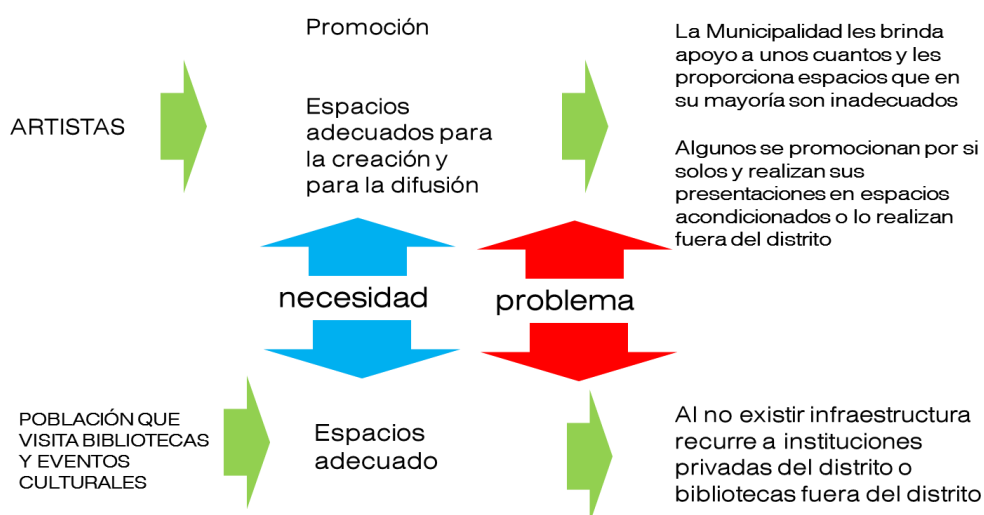 ARTISTAS
Promoción
Espacios
adecuados para
la creación y
para la difusión
La Municipalidad les brinda
apoyo a unos cuantos y les
proporciona espacios que en
su mayoría son inadecuados
Algunos se promocionan por si
solos y realizan sus
presentaciones en espacios
acondicionados o lo realizan
fuera del distrito
necesidad
problema
POBLACIÓN QUE
VISITA BIBLIOTECAS
Y EVENTOS
CULTURALES
Espacios
adecuado
Al no existir infraestructura
recurre a instituciones
privadas del distrito o
bibliotecas fuera del distrito